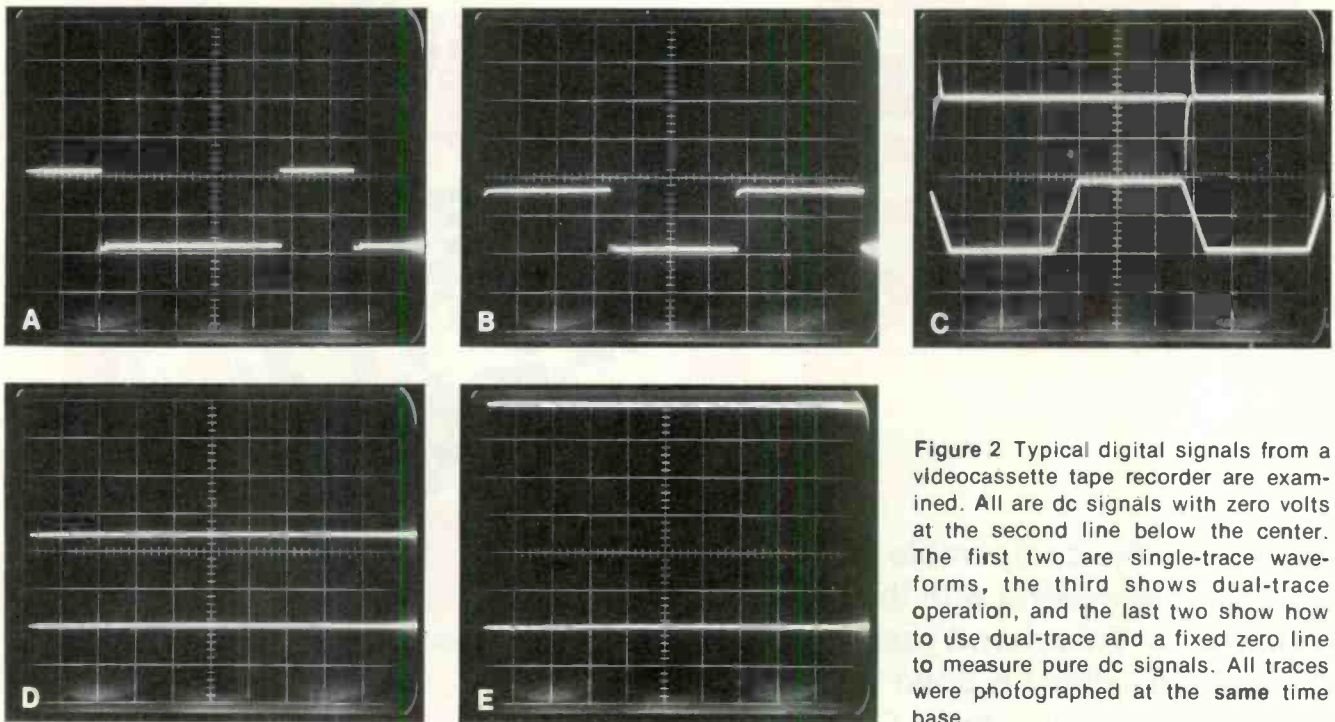 A
B
C
D
E
Figure 2 Typical digital signals from a
videocassette tape recorder are exam-
ined. All are dc signals with zero volts
at the second line below the center.
The first two are single-trace wave-
forms, the third shows dual-trace
operation, and the last two show how
to use dual-trace and a fixed zero line
to measure pure dc signals. All traces
were photographed at the same time
base.